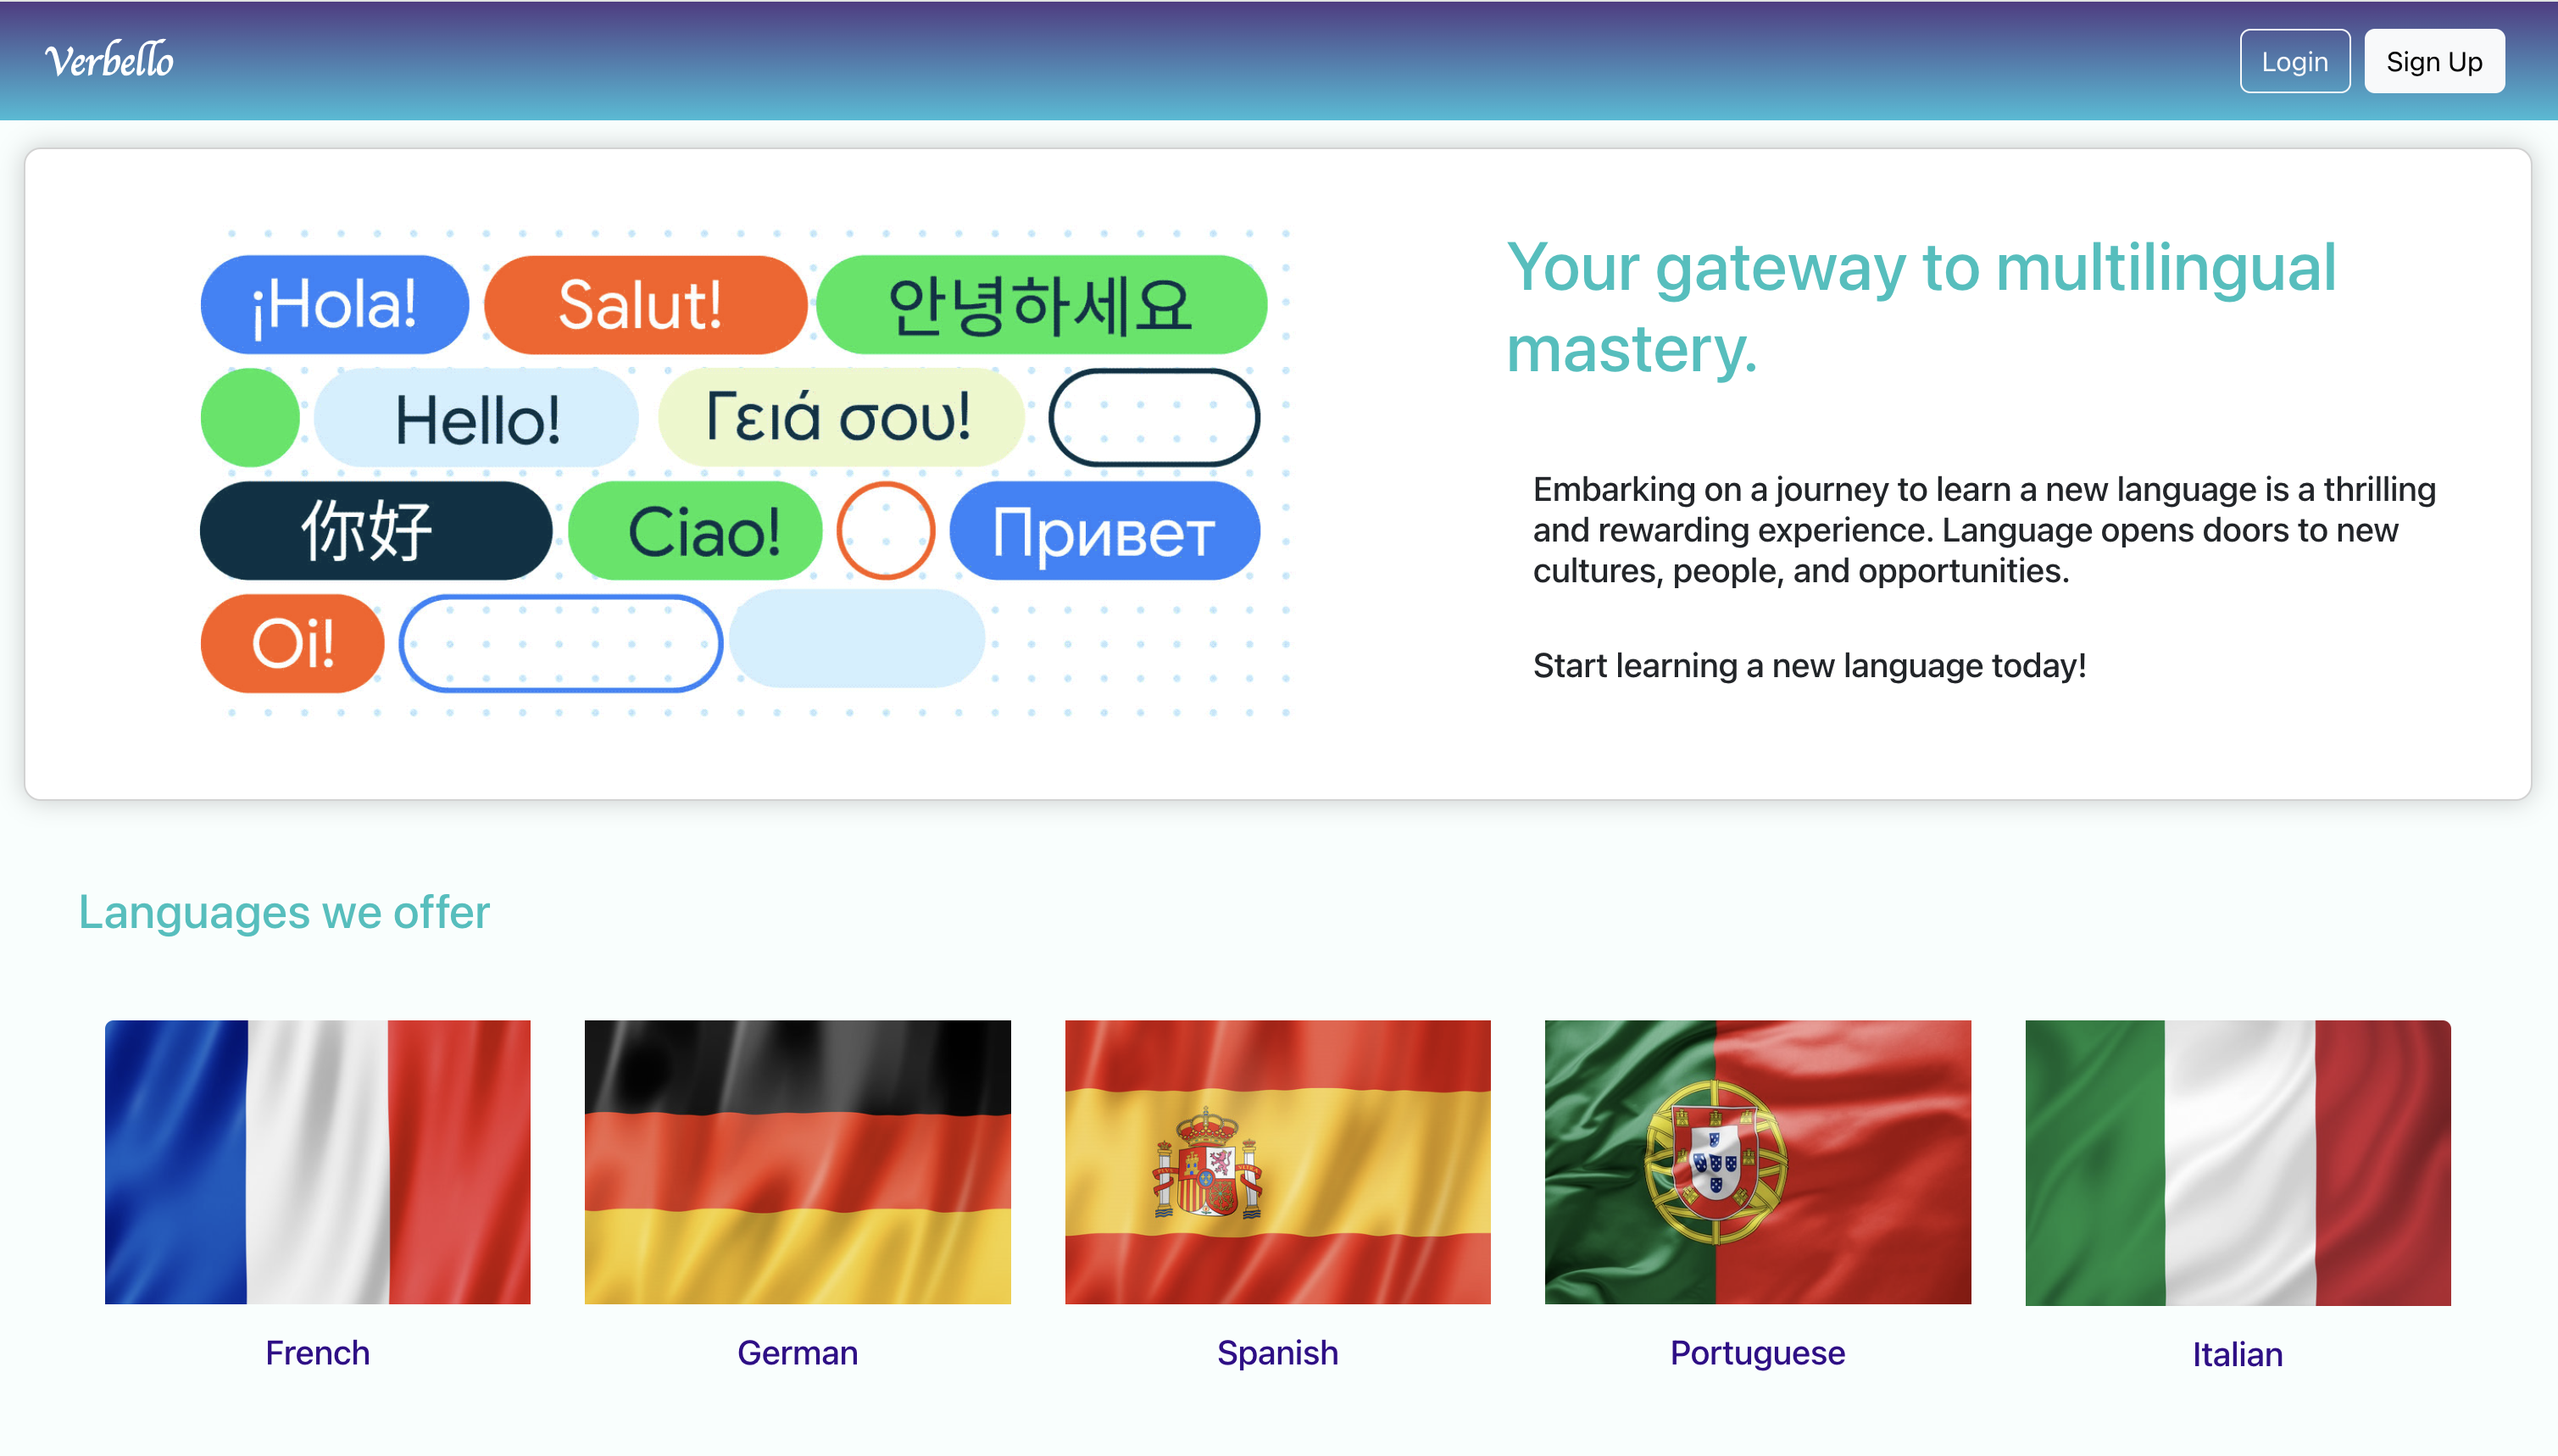 Verbello
Login
Sign Up
¡Hola!
Salut!
안녕하세요
Hello!
Γειά σου!
你好
Ciao!
Привет
Oi!
Your gateway to multilingual
mastery.
Embarking on a journey to learn a new language is a thrilling
and rewarding experience. Language opens doors to new
cultures, people, and opportunities.
Start learning a new language today!
Languages we offer
French
German
Spanish
Portuguese
Italian